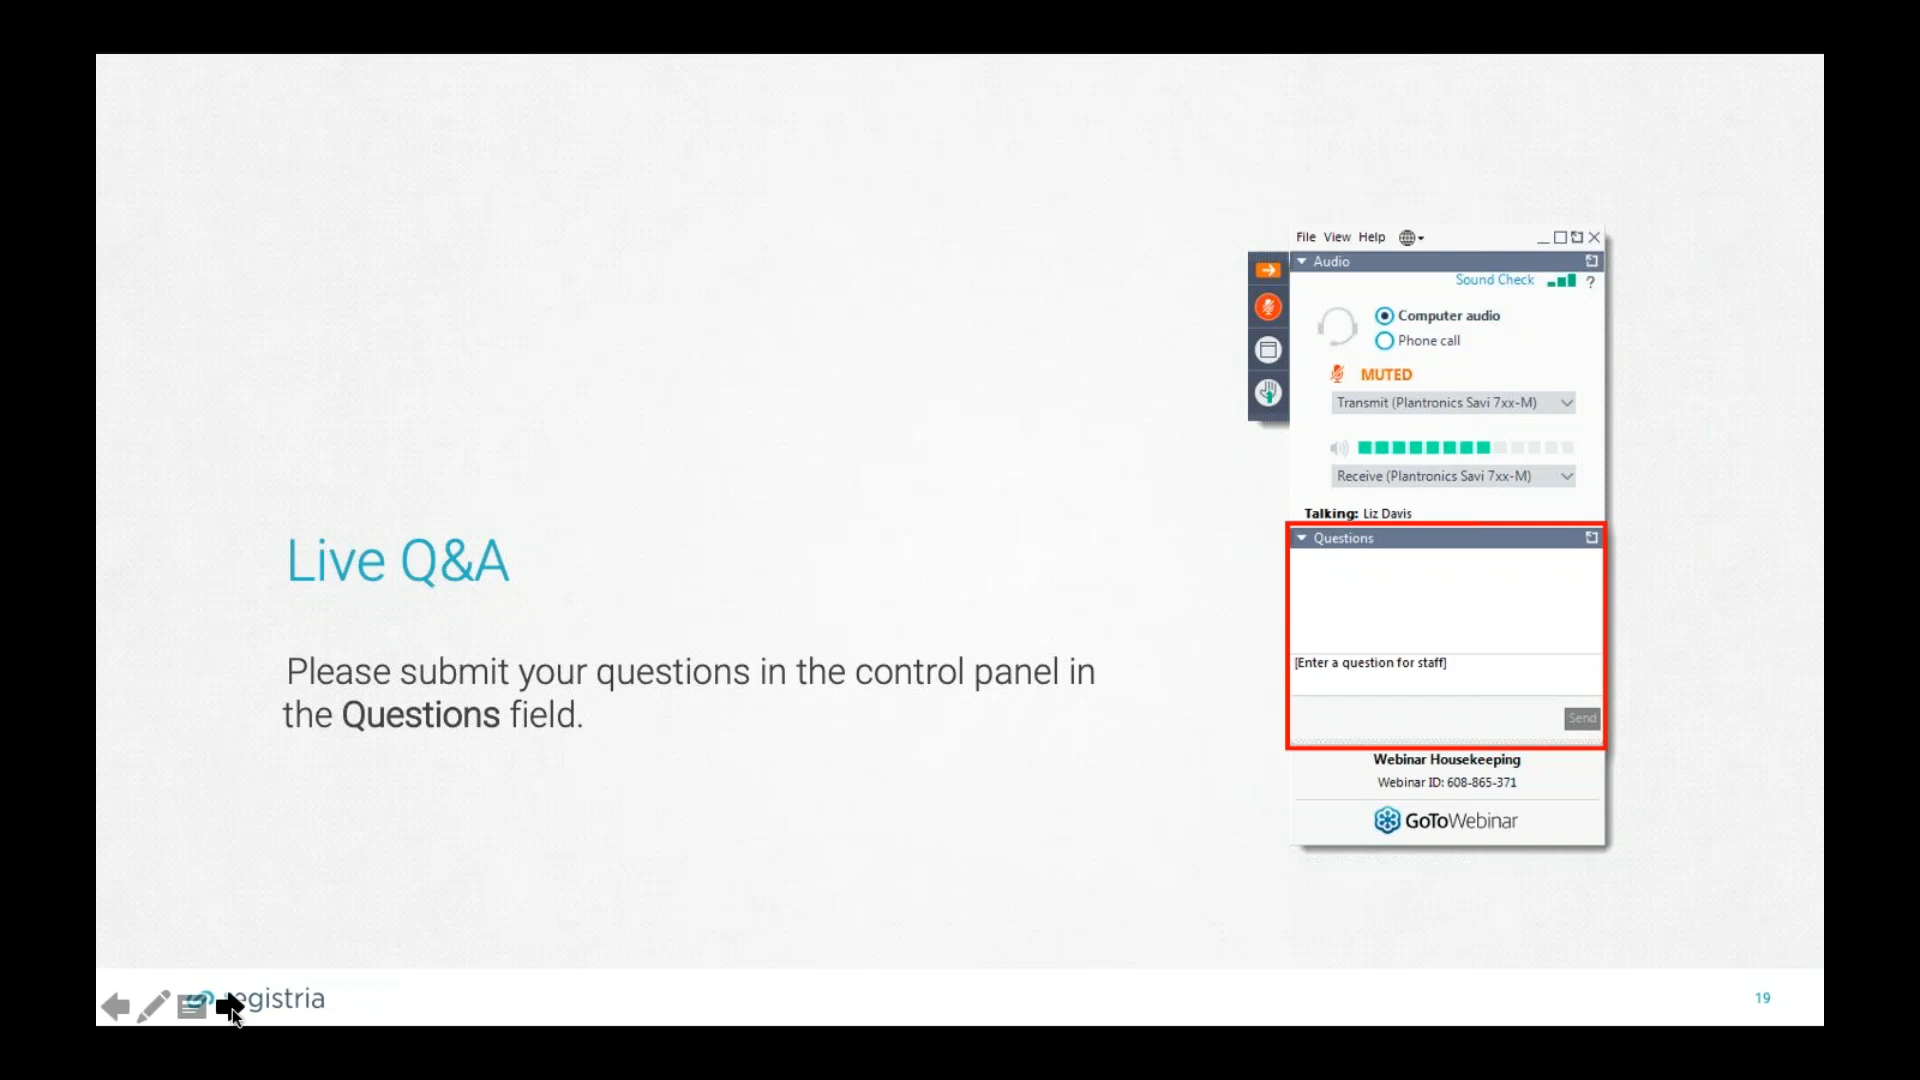 File View Help
Audio
Sound Check
?
Computer audio
Phone call
MUTED
Transmit (Plantronics Savi 7xx-M)
Receive (Plantronics Savi 7xx-M)
Talking: Liz Davis
Questions
[Enter a question for staff]
Send
Webinar Housekeeping
Webinar ID: 608-865-371
GoToWebinar
Live Q&A
Please submit your questions in the control panel in
the Questions field.
egistria
19